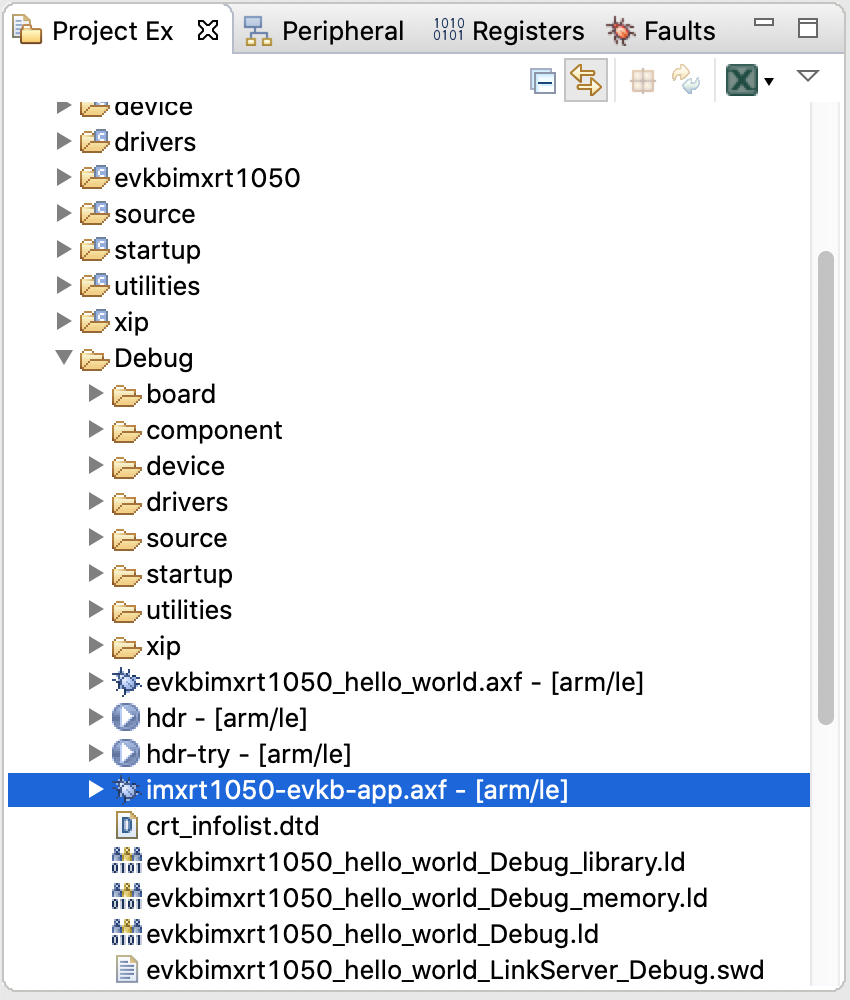 Project Ex Peripheral Registers Faults
device
drivers
evkbimxrt1050
source
startup
utilities
xip
Debug
board
component
device
drivers
source
startup
utilities
xip
evkbimxrt1050_hello_world.axf - [arm/le]
hdr - [arm/le]
hdr-try - [arm/le]
imxrt1050-evkb-app.axf - [arm/le]
crt_infolist.dtd
evkbimxrt1050_hello_world_Debug_library.ld
evkbimxrt1050_hello_world_Debug_memory.ld
evkbimxrt1050_hello_world_Debug.ld
evkbimxrt1050_hello_world_LinkServer_Debug.swd